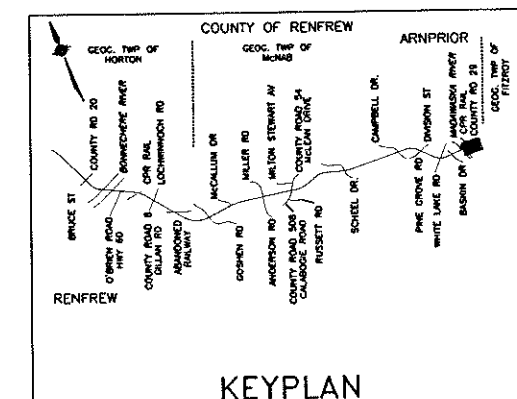 COUNTY OF RENFREW
GEOG. TWP OF
HORTON
GEOG. TWP OF
McNAB
ARNPRIOR
GEOG. TWP OF
FITZROY
BRUCE ST
COUNTY RD 20
BONNECHERE RIVER
O'BRIEN ROAD
HWY 60
CPR RAIL
COUNTY ROAD 8
GILLAN RD
LOCHWINNOCH RD
ABANDONED
RAILWAY
McCALLUM DR
GOSHEN RD
MILLER RD
ANDERSON RD
MILTON STEWART AV
COUNTY ROAD 54
McLEAN DRIVE
COUNTY ROAD 508
CALABOGIE ROAD
RUSSETT RD
SCHEEL DR.
CAMPBELL DR.
DIVISION ST
PINE GROVE RD
WHITE LAKE RD
MADAWASKA RIVER
CPR RAIL
COUNTY RD 29
BASKIN DR
RENFREW
KEYPLAN